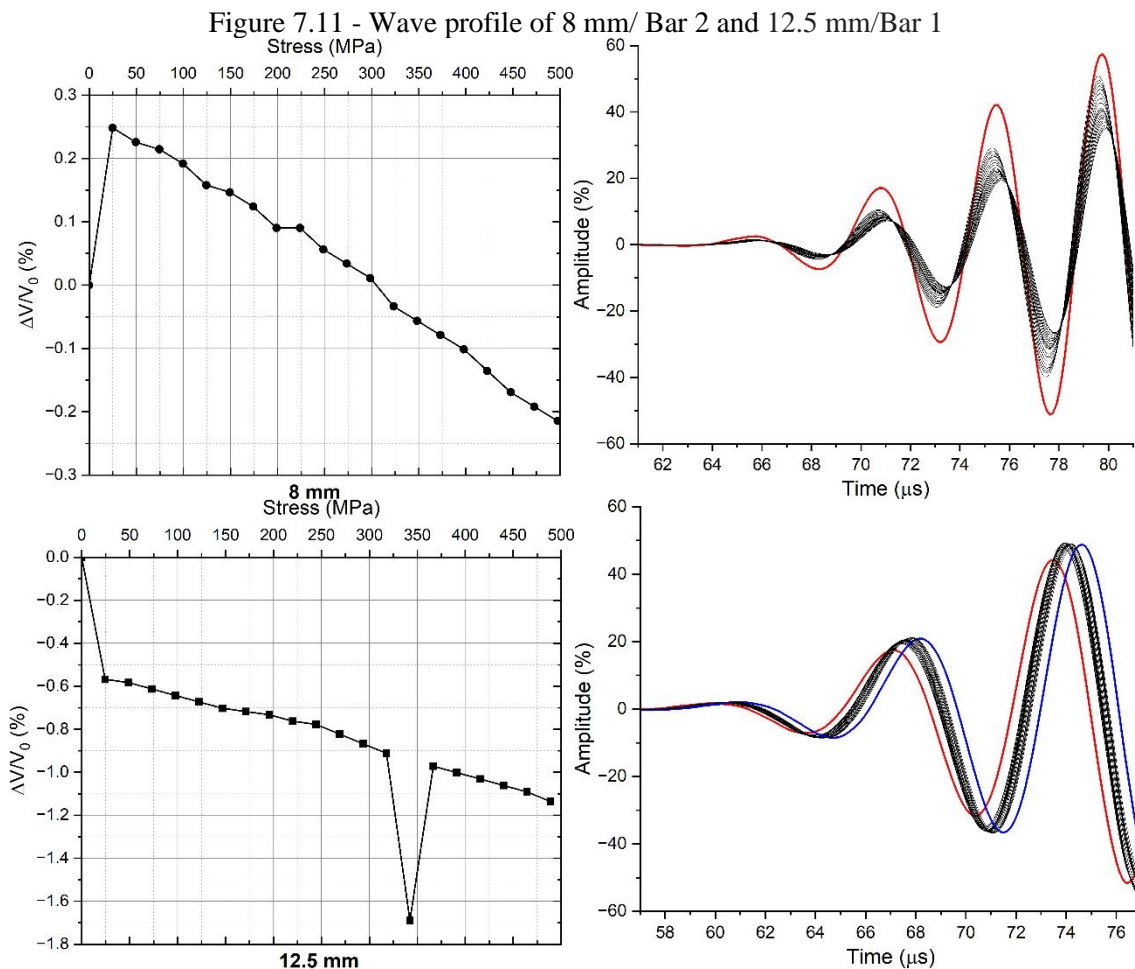 Figure 7.11 - Wave profile of 8 mm/ Bar 2 and 12.5 mm/Bar 1
Stress (MPa)
0 50 100 150 200 250 300 350 400 450 500
0.3
0.2
0.1
0.0
−0.1
−0.2
−0.3
ΔV/V0 (%)
8 mm
60
40
20
0
−20
−40
−60
Amplitude (%)
62 64 66 68 70 72 74 76 78 80
Time (μs)
Stress (MPa)
0 50 100 150 200 250 300 350 400 450 500
0.0
−0.2
−0.4
−0.6
−0.8
−1.0
−1.2
−1.4
−1.6
−1.8
ΔV/V0 (%)
12.5 mm
60
40
20
0
−20
−40
−60
Amplitude (%)
58 60 62 64 66 68 70 72 74 76
Time (μs)